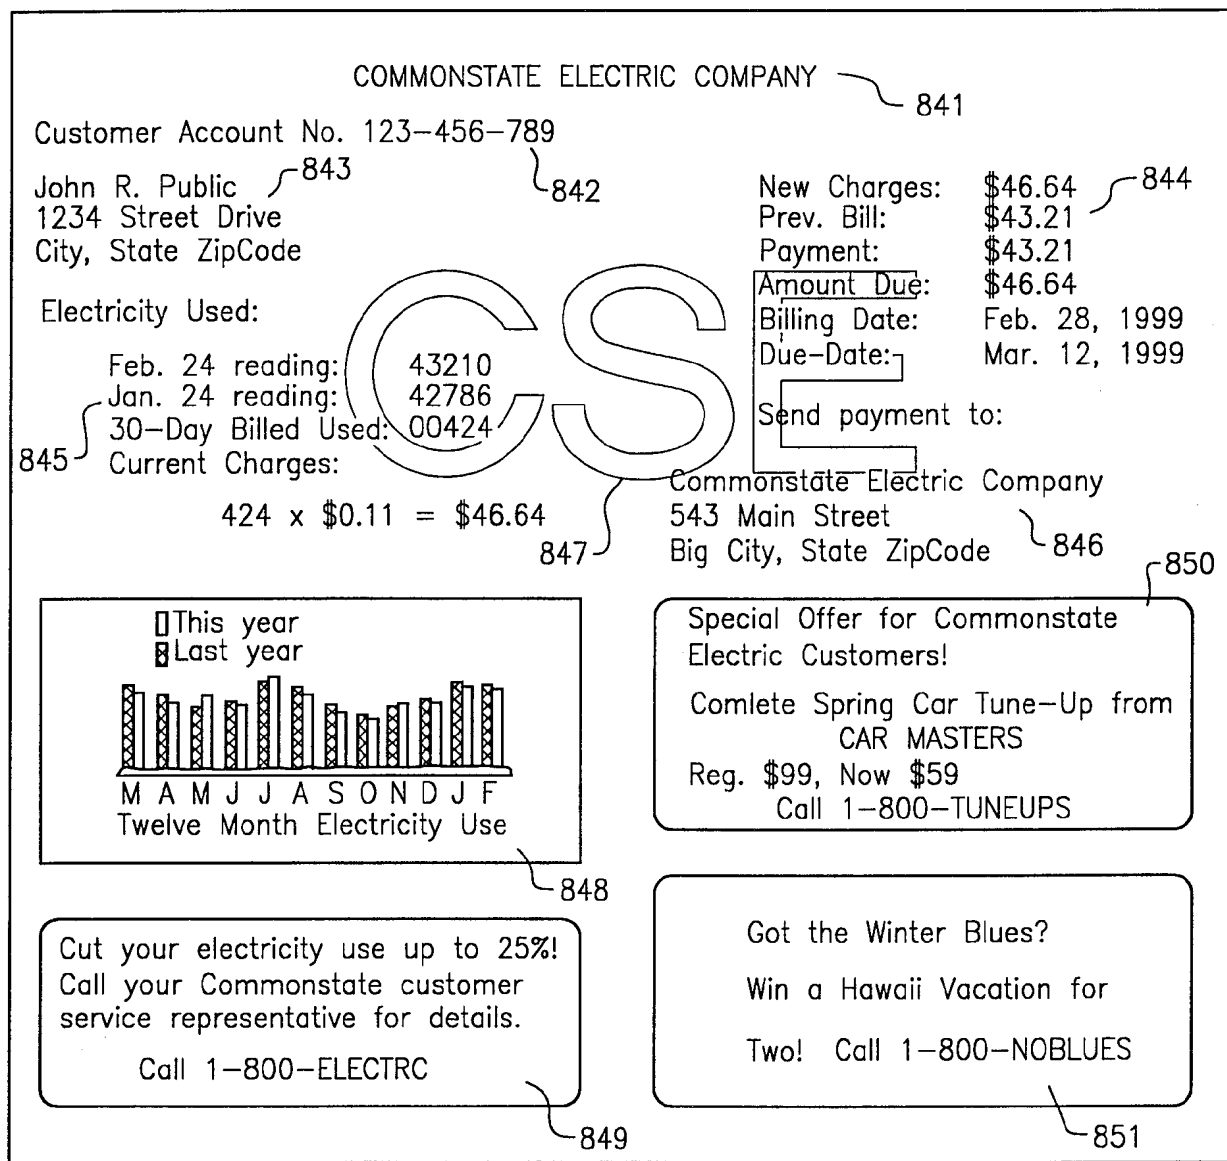 COMMONSTATE ELECTRIC COMPANY
841
Customer Account No. 123-456-789
842
843
John R. Public
1234 Street Drive
City, State ZipCode
New Charges: $46.64
844
Prev. Bill: $43.21
Payment: $43.21
Amount Due: $46.64
Billing Date: Feb. 28, 1999
Due-Date: Mar. 12, 1999
Send payment to:
Commonstate Electric Company
543 Main Street
Big City, State ZipCode
846
CSE
847
Electricity Used:
Feb. 24 reading: 43210
Jan. 24 reading: 42786
30-Day Billed Used: 00424
845
Current Charges:
424 x $0.11 = $46.64
This year
Last year
M A M J J A S O N D J F
Twelve Month Electricity Use
848
850
Special Offer for Commonstate
Electric Customers!
Comlete Spring Car Tune-Up from
CAR MASTERS
Reg. $99, Now $59
Call 1-800-TUNEUPS
Cut your electricity use up to 25%!
Call your Commonstate customer
service representative for details.
Call 1-800-ELECTRC
849
Got the Winter Blues?
Win a Hawaii Vacation for
Two! Call 1-800-NOBLUES
851